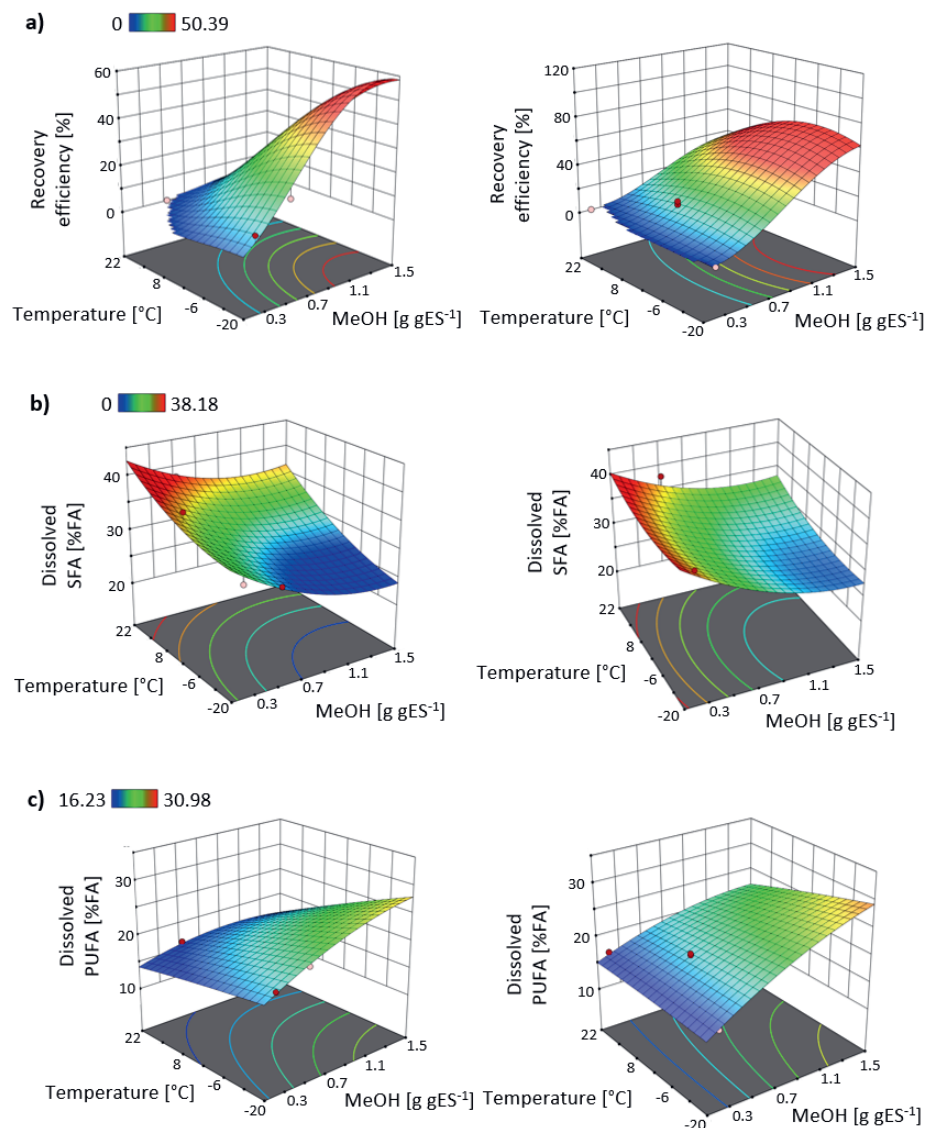 a) 0 50.39
60
40
20
0
Recovery
efficiency [%]
22
8
-6
-20
Temperature [°C]
0.3
0.7
1.1
1.5
MeOH [g gES⁻¹]
120
80
40
0
Recovery
efficiency [%]
22
8
-6
-20
Temperature [°C]
0.3
0.7
1.1
1.5
MeOH [g gES⁻¹]
b) 0 38.18
40
30
20
Dissolved
SFA [%FA]
22
8
-6
-20
Temperature [°C]
0.3
0.7
1.1
1.5
MeOH [g gES⁻¹]
40
30
20
Dissolved
SFA [%FA]
22
8
-6
-20
Temperature [°C]
0.3
0.7
1.1
1.5
MeOH [g gES⁻¹]
c) 16.23 30.98
30
20
10
Dissolved
PUFA [%FA]
22
8
-6
-20
Temperature [°C]
0.3
0.7
1.1
1.5
MeOH [g gES⁻¹]
30
20
10
Dissolved
PUFA [%FA]
22
8
-6
-20
Temperature [°C]
0.3
0.7
1.1
1.5
MeOH [g gES⁻¹]